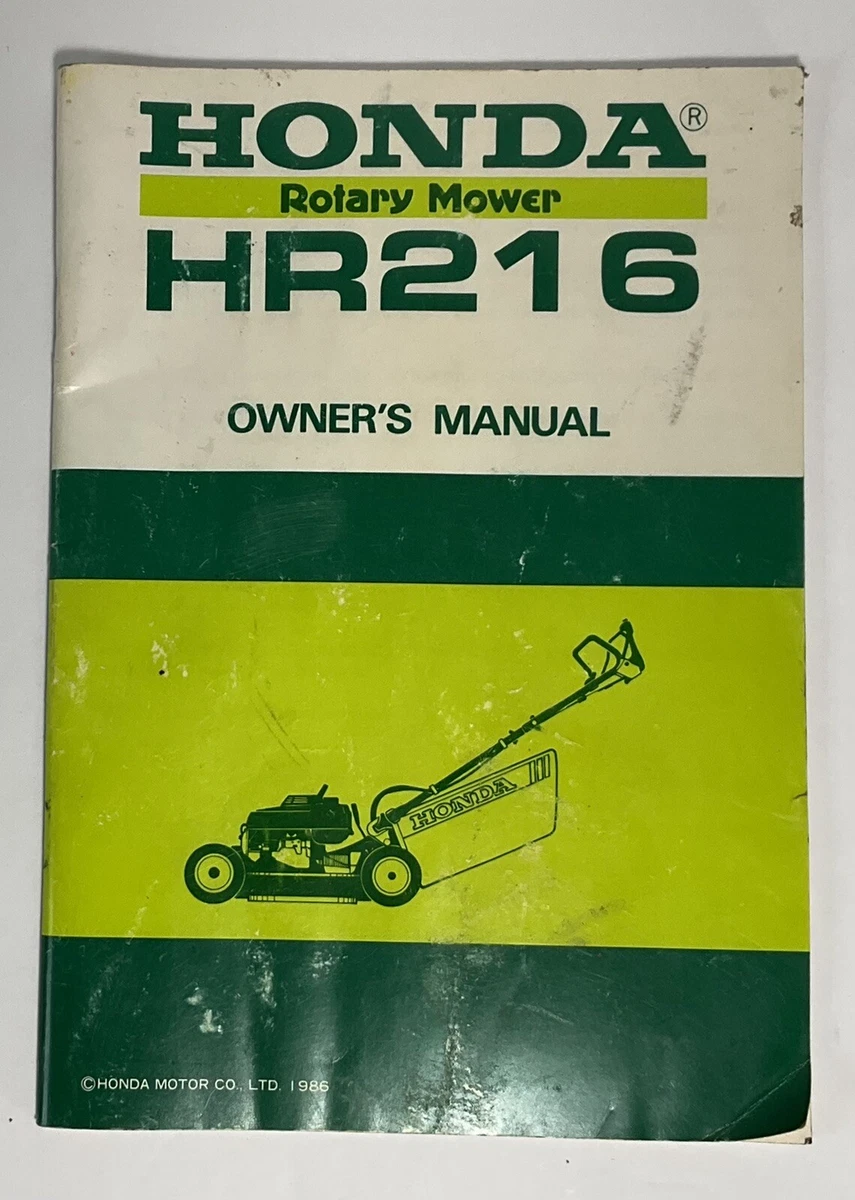 HONDA®
Rotary Mower
HR216
OWNER'S MANUAL
HONDA
©HONDA MOTOR CO., LTD. 1986